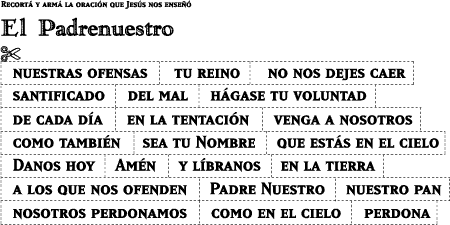 Recortá y armá la oración que Jesús nos enseñó
El Padrenuestro
nuestras ofensas tu reino no nos dejes caer
santificado del mal hágase tu voluntad
de cada día en la tentación venga a nosotros
como también sea tu Nombre que estás en el cielo
Danos hoy Amén y líbranos en la tierra
a los que nos ofenden Padre Nuestro nuestro pan
nosotros perdonamos como en el cielo perdona